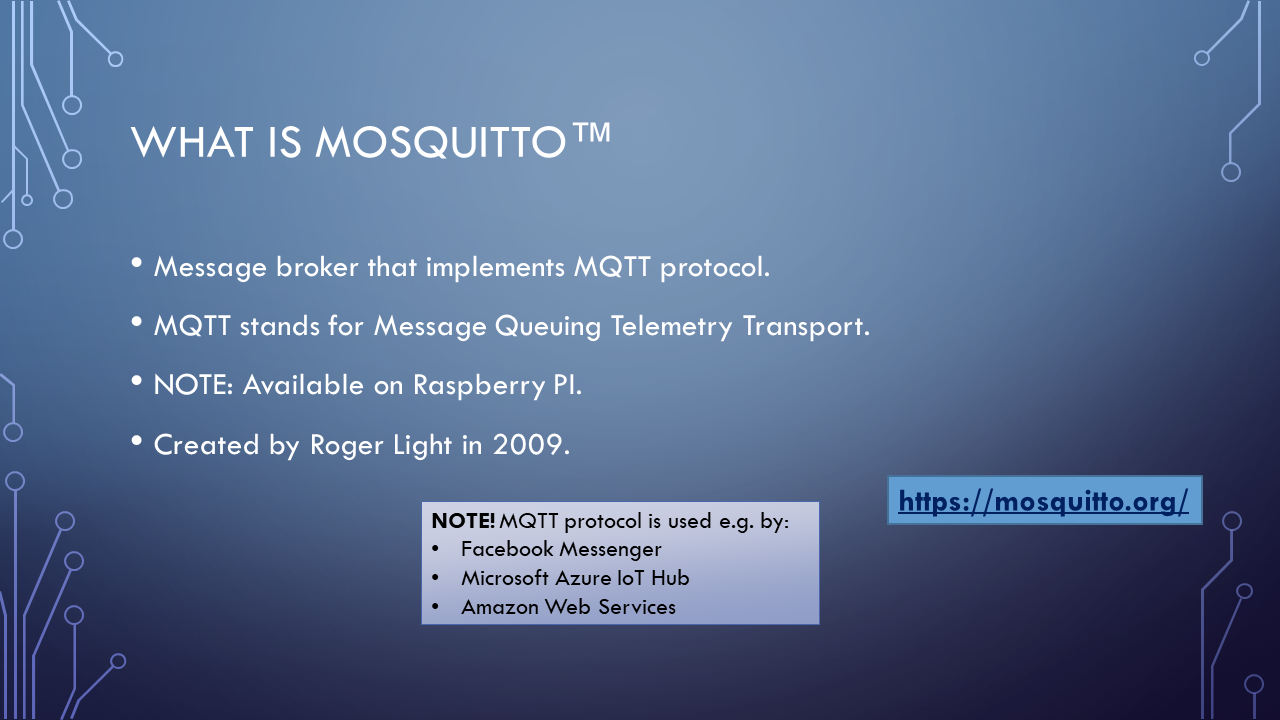 WHAT IS MOSQUITTO™
• Message broker that implements MQTT protocol.
• MQTT stands for Message Queuing Telemetry Transport.
• NOTE: Available on Raspberry PI.
• Created by Roger Light in 2009.
https://mosquitto.org/
NOTE! MQTT protocol is used e.g. by:
• Facebook Messenger
• Microsoft Azure IoT Hub
• Amazon Web Services